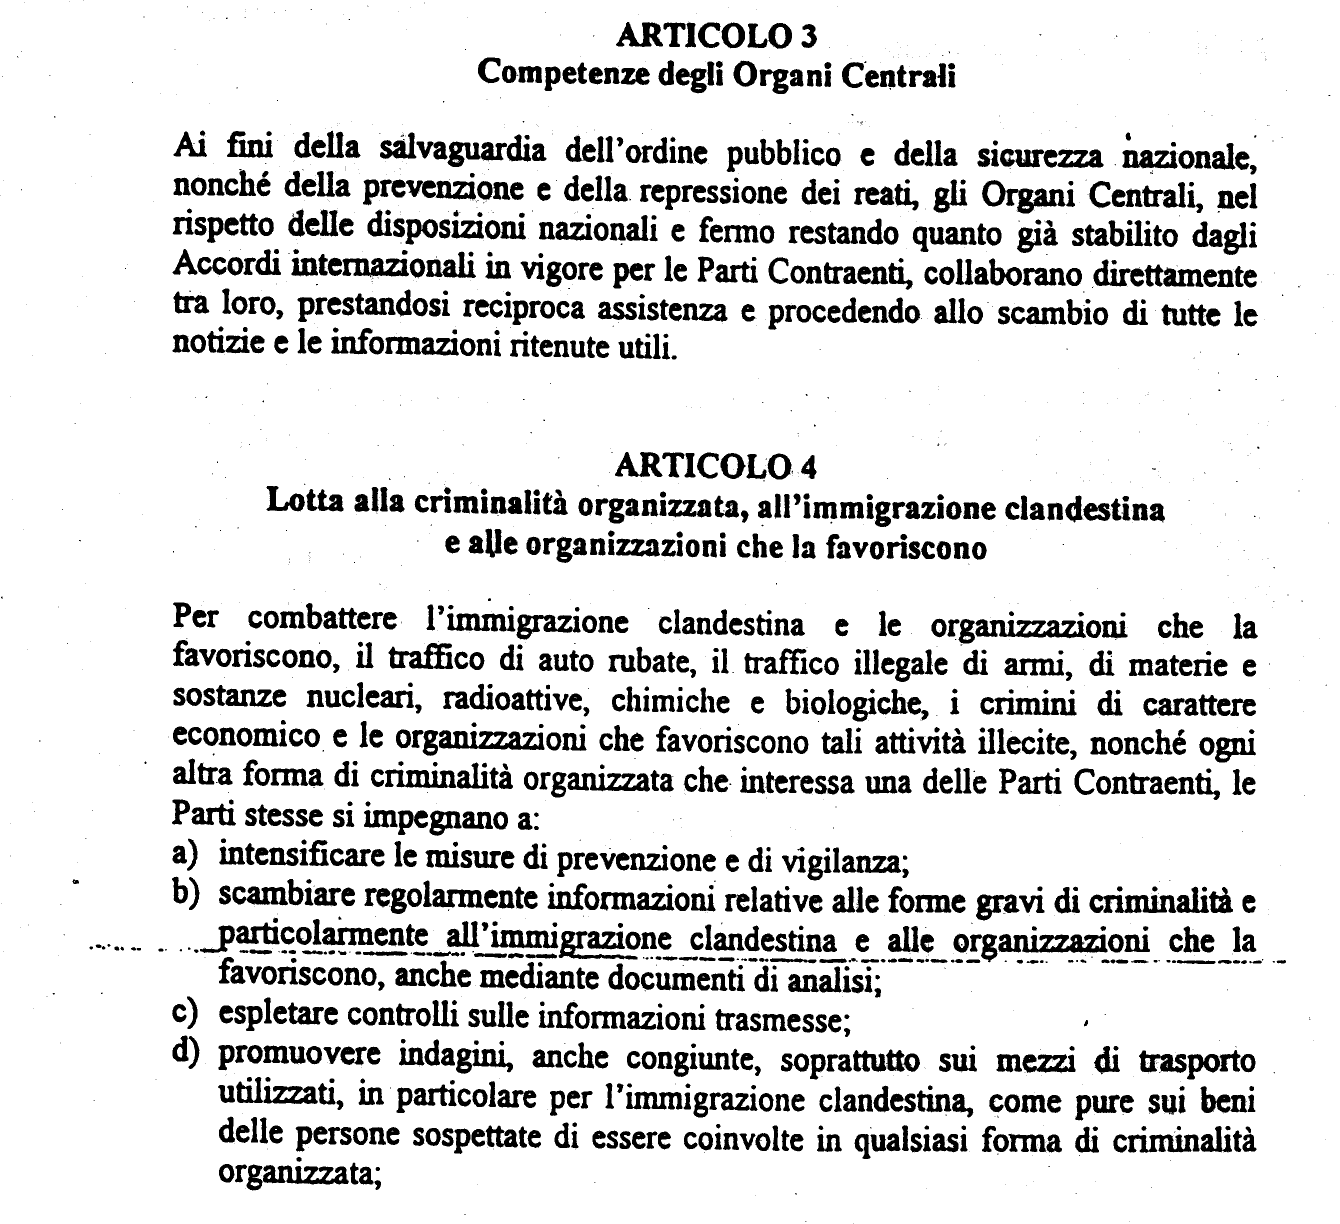 ARTICOLO 3
Competenze degli Organi Centrali
Ai fini della salvaguardia dell'ordine pubblico e della sicurezza nazionale,
nonché della prevenzione e della repressione dei reati, gli Organi Centrali, nel
rispetto delle disposizioni nazionali e fermo restando quanto già stabilito dagli
Accordi internazionali in vigore per le Parti Contraenti, collaborano direttamente
tra loro, prestandosi reciproca assistenza e procedendo allo scambio di tutte le
notizie e le informazioni ritenute utili.
ARTICOLO 4
Lotta alla criminalità organizzata, all'immigrazione clandestina
e alle organizzazioni che la favoriscono
Per combattere l'immigrazione clandestina e le organizzazioni che la
favoriscono, il traffico di auto rubate, il traffico illegale di armi, di materie e
sostanze nucleari, radioattive, chimiche e biologiche, i crimini di carattere
economico e le organizzazioni che favoriscono tali attività illecite, nonché ogni
altra forma di criminalità organizzata che interessa una delle Parti Contraenti, le
Parti stesse si impegnano a:
a) intensificare le misure di prevenzione e di vigilanza;
b) scambiare regolarmente informazioni relative alle forme gravi di criminalità e
particolarmente all'immigrazione clandestina e alle organizzazioni che la
favoriscono, anche mediante documenti di analisi;
c) espletare controlli sulle informazioni trasmesse;
d) promuovere indagini, anche congiunte, soprattutto sui mezzi di trasporto
utilizzati, in particolare per l'immigrazione clandestina, come pure sui beni
delle persone sospettate di essere coinvolte in qualsiasi forma di criminalità
organizzata;